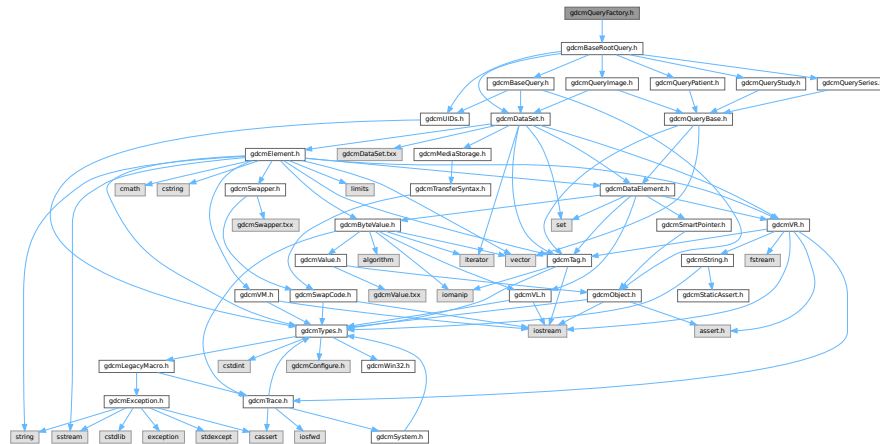 gdcmQueryFactory.h
gdcmBaseRootQuery.h
gdcmBaseQuery.h
gdcmQueryImage.h
gdcmQueryPatient.h
gdcmQueryStudy.h
gdcmQuerySeries.h
gdcmUIDs.h
gdcmDataSet.h
gdcmQueryBase.h
gdcmElement.h
gdcmDataSet.txx
gdcmMediaStorage.h
cmath
cstring
gdcmSwapper.h
limits
gdcmTransferSyntax.h
gdcmDataElement.h
gdcmSwapper.txx
gdcmByteValue.h
set
gdcmSmartPointer.h
gdcmVR.h
gdcmValue.h
algorithm
iterator
vector
gdcmTag.h
gdcmString.h
fstream
gdcmVM.h
gdcmSwapCode.h
gdcmValue.txx
iomanip
gdcmVL.h
gdcmObject.h
gdcmStaticAssert.h
gdcmTypes.h
iostream
assert.h
gdcmLegacyMacro.h
cstdint
gdcmConfigure.h
gdcmWin32.h
gdcmException.h
gdcmTrace.h
string
sstream
cstdlib
exception
stdexcept
cassert
iosfwd
gdcmSystem.h